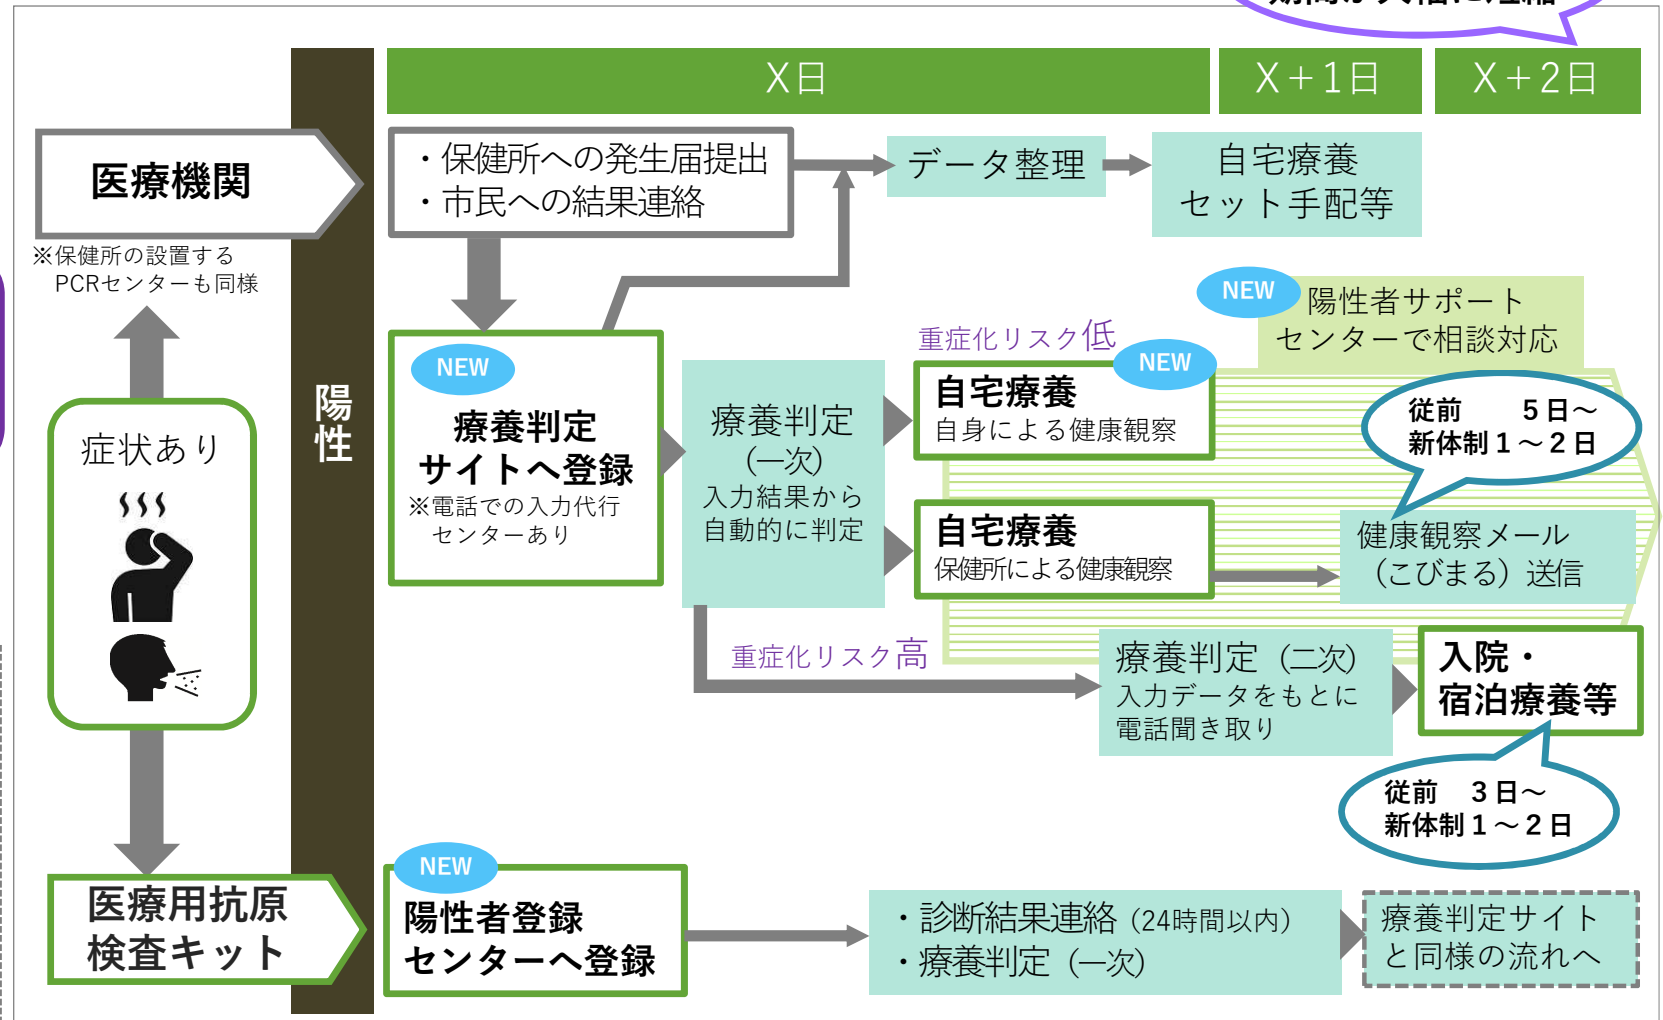 X日
X＋1日
X＋2日
医療機関
※保健所の設置する
PCRセンターも同様
・保健所への発生届提出
・市民への結果連絡
データ整理
自宅療養
セット手配等
陽性
症状あり
NEW
療養判定
サイトへ登録
※電話での入力代行
センターあり
療養判定
（一次）
入力結果から
自動的に判定
重症化リスク低
NEW
自宅療養
自身による健康観察
自宅療養
保健所による健康観察
NEW
陽性者サポート
センターで相談対応
従前 5日～
新体制1～2日
健康観察メール
（こびまる）送信
重症化リスク高
療養判定（二次）
入力データをもとに
電話聞き取り
入院・
宿泊療養等
従前 3日～
新体制1～2日
医療用抗原
検査キット
NEW
陽性者登録
センターへ登録
・診断結果連絡（24時間以内）
・療養判定（一次）
療養判定サイト
と同様の流れへ